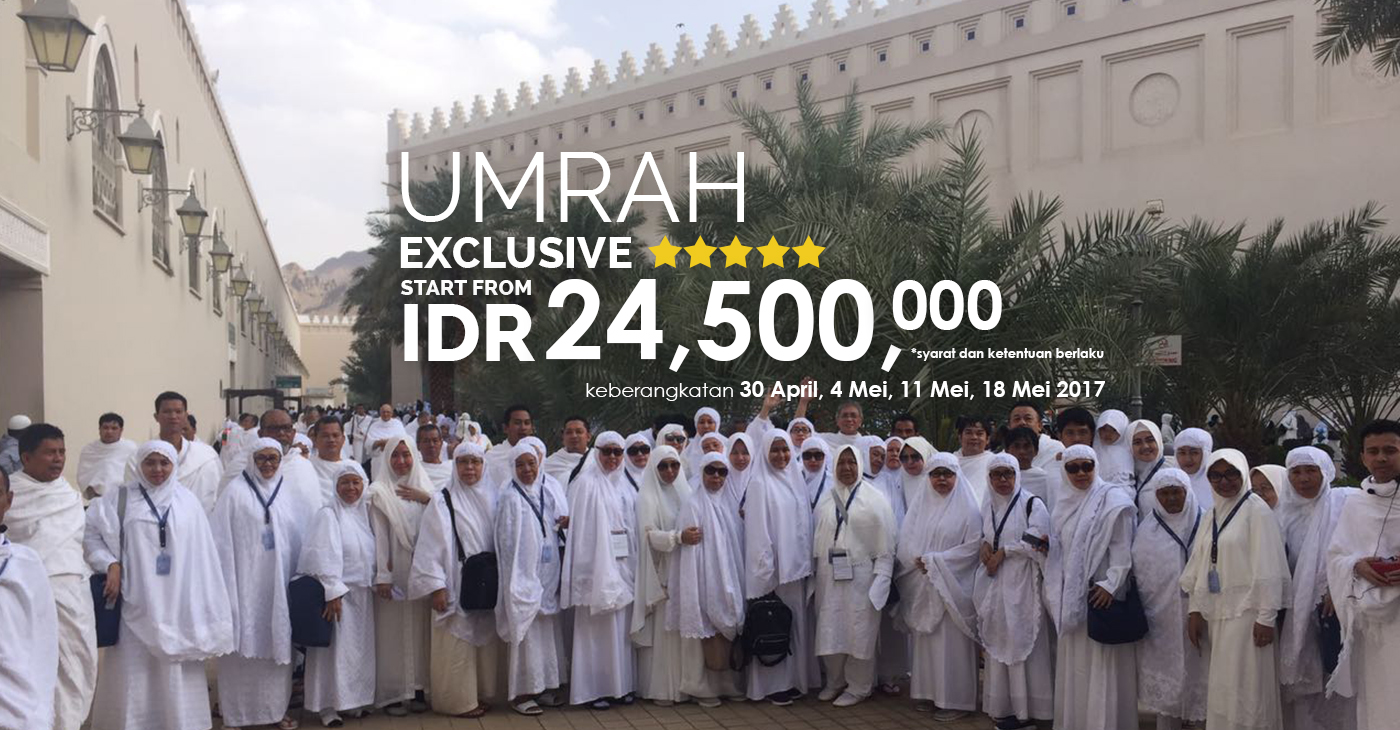 UMRAH
EXCLUSIVE
START FROM
IDR 24,500,000
*syarat dan ketentuan berlaku
keberangkatan 30 April, 4 Mei, 11 Mei, 18 Mei 2017